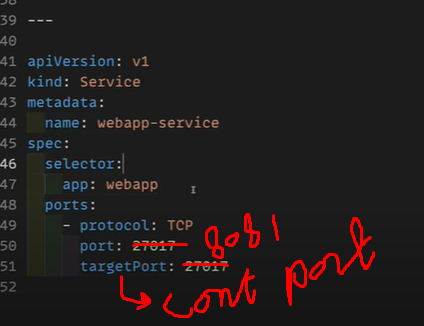 39 ---
40
41 apiVersion: v1
42 kind: Service
43 metadata:
44 name: webapp-service
45 spec:
46 selector:
47 app: webapp
48 ports:
49 - protocol: TCP
50 port: 27017 8081
51 targetPort: 27017
cont port
52